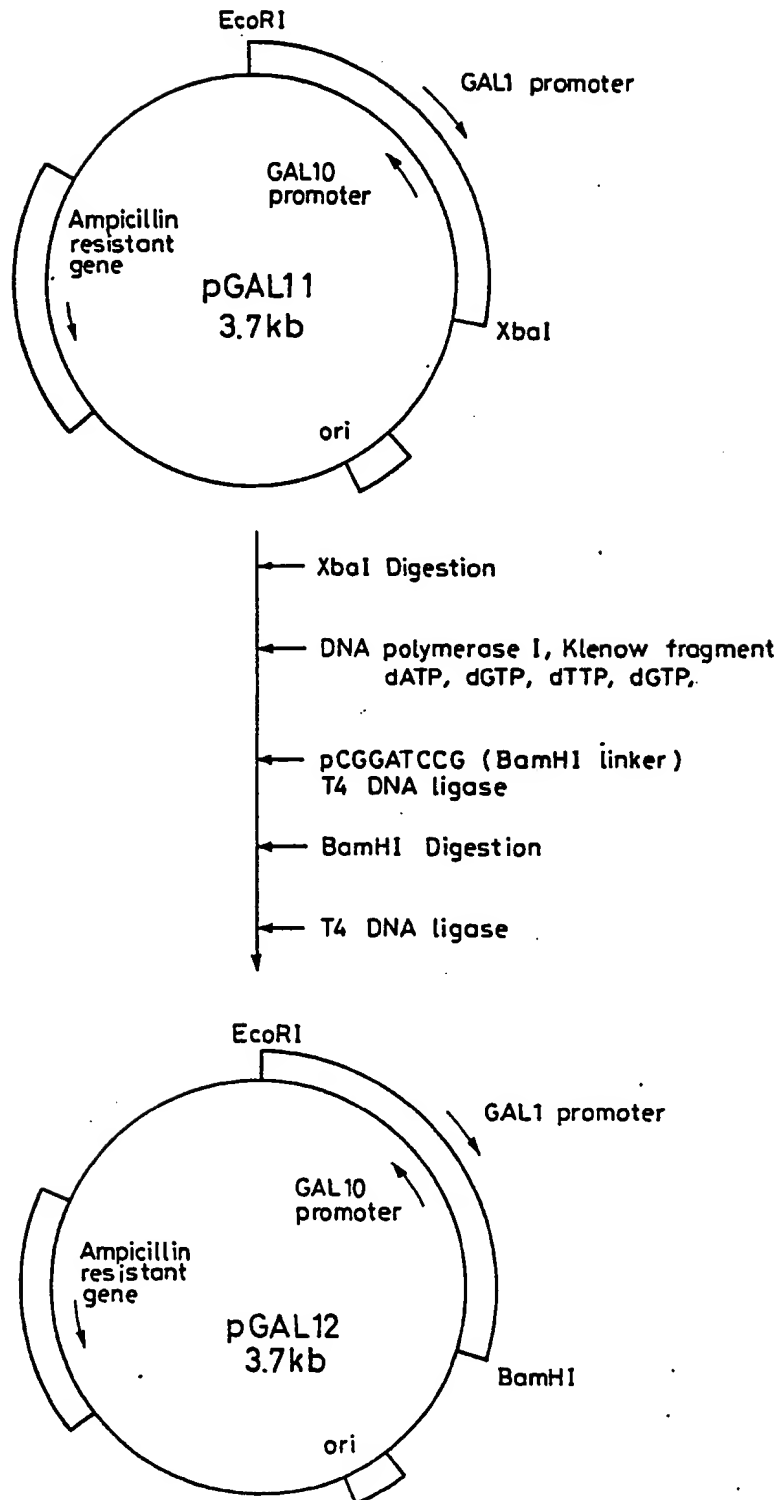 EcoRI
GAL1 promoter
GAL10
promoter
Ampicillin
resistant
gene
pGAL11
3.7kb
XbaI
ori
XbaI Digestion
DNA polymerase I, Klenow fragment
dATP, dGTP, dTTP, dGTP,
pCGGATCCG (BamHI linker)
T4 DNA ligase
BamHI Digestion
T4 DNA ligase
EcoRI
GAL1 promoter
GAL10
promoter
Ampicillin
resistant
gene
pGAL12
3.7kb
BamHI
ori